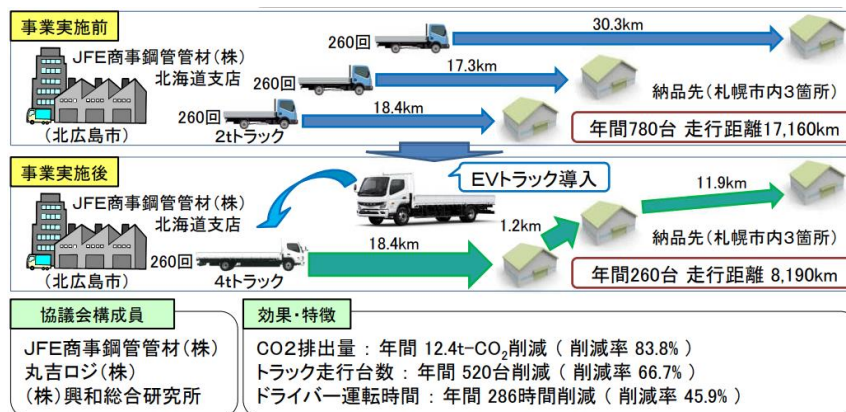 事業実施前
JFE商事鋼管管材(株)
北海道支店
(北広島市)
260回
30.3km
260回
17.3km
260回
18.4km
2tトラック
納品先(札幌市内3箇所)
年間780台 走行距離17,160km
事業実施後
EVトラック導入
JFE商事鋼管管材(株)
北海道支店
(北広島市)
260回
4tトラック
18.4km
1.2km
11.9km
納品先(札幌市内3箇所)
年間260台 走行距離 8,190km
協議会構成員
JFE商事鋼管管材(株)
丸吉ロジ(株)
(株)興和総合研究所
効果・特徴
CO2排出量 : 年間 12.4t-CO₂削減 ( 削減率 83.8% )
トラック走行台数 : 年間 520台削減 ( 削減率 66.7% )
ドライバー運転時間 : 年間 286時間削減 ( 削減率 45.9% )